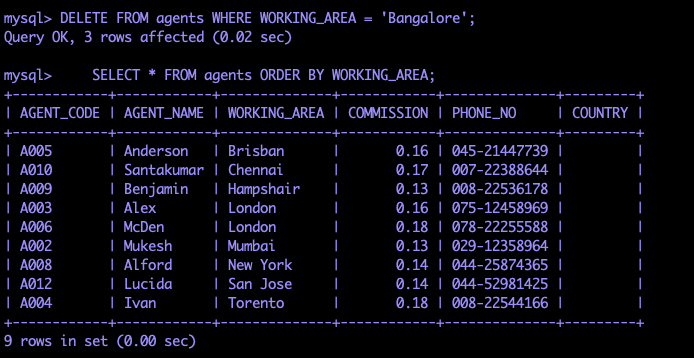 mysql> DELETE FROM agents WHERE WORKING_AREA = 'Bangalore';
Query OK, 3 rows affected (0.02 sec)
mysql>     SELECT * FROM agents ORDER BY WORKING_AREA;
+------------+------------+--------------+------------+--------------+---------+
| AGENT_CODE | AGENT_NAME | WORKING_AREA | COMMISSION | PHONE_NO     | COUNTRY |
+------------+------------+--------------+------------+--------------+---------+
| A005       | Anderson   | Brisban      |       0.16 | 045-21447739 |         |
| A010       | Santakumar | Chennai      |       0.17 | 007-22388644 |         |
| A009       | Benjamin   | Hampshair    |       0.13 | 008-22536178 |         |
| A003       | Alex       | London       |       0.16 | 075-12458969 |         |
| A006       | McDen      | London       |       0.18 | 078-22255588 |         |
| A002       | Mukesh     | Mumbai       |       0.13 | 029-12358964 |         |
| A008       | Alford     | New York     |       0.14 | 044-25874365 |         |
| A012       | Lucida     | San Jose     |       0.14 | 044-52981425 |         |
| A004       | Ivan       | Torento      |       0.18 | 008-22544166 |         |
+------------+------------+--------------+------------+--------------+---------+
9 rows in set (0.00 sec)